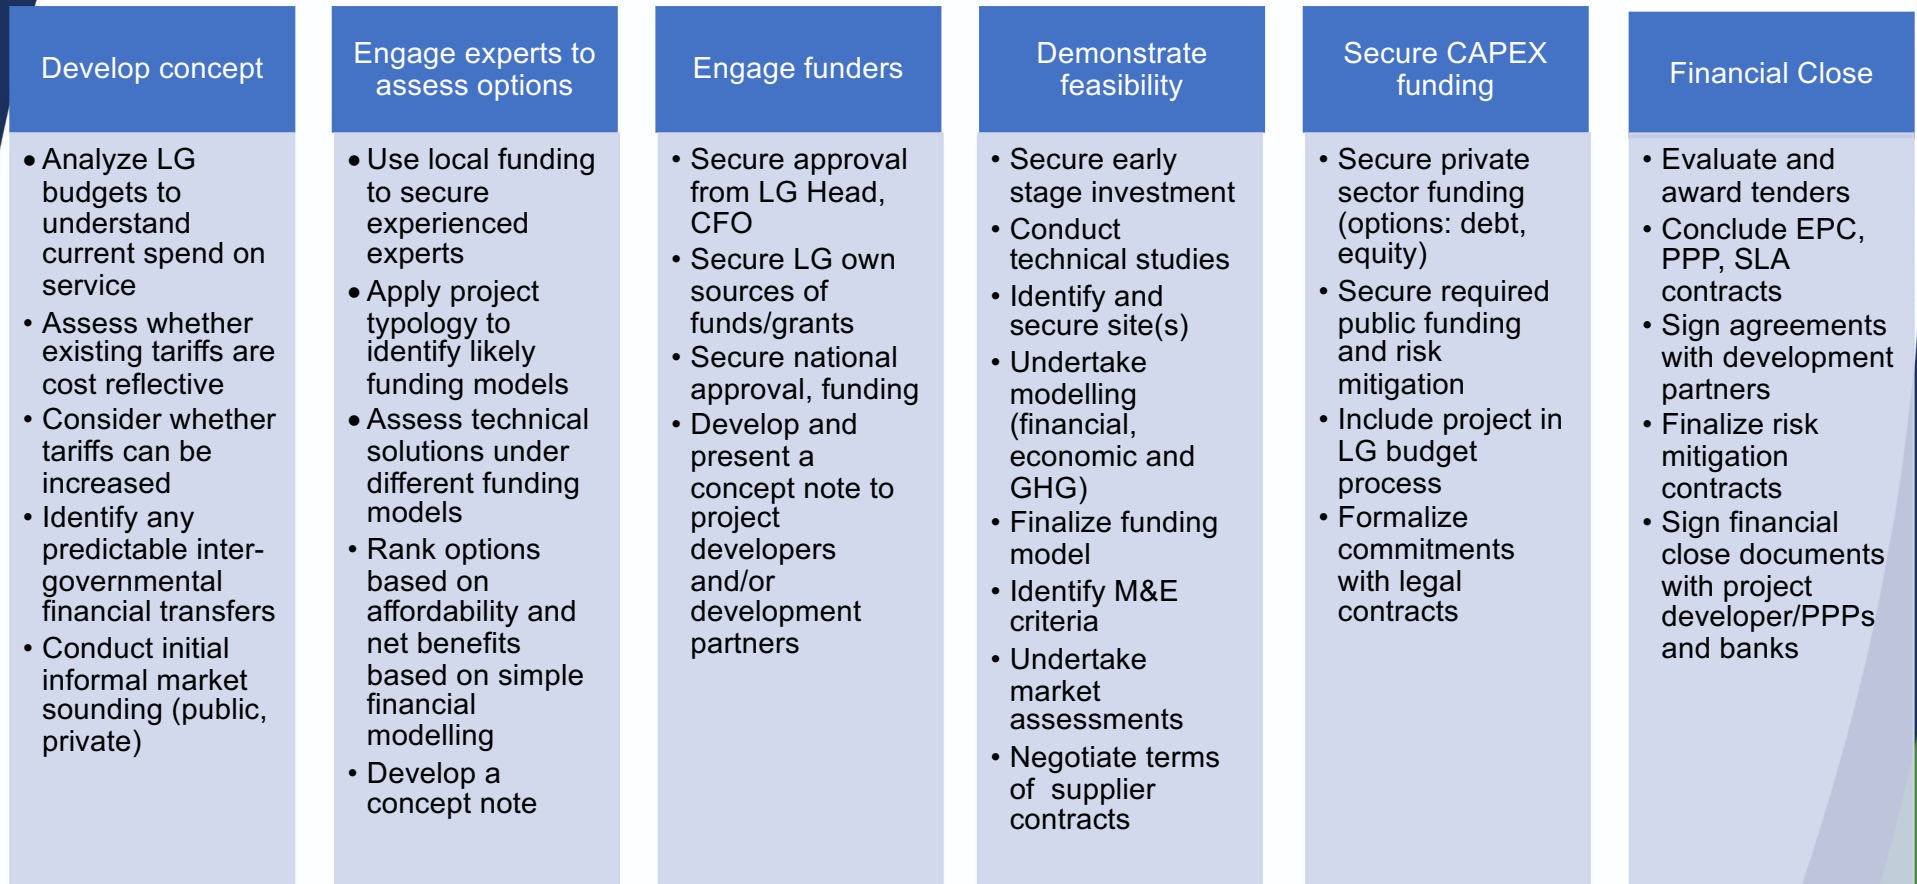 Develop concept
• Analyze LG
budgets to
understand
current spend on
service
• Assess whether
existing tariffs are
cost reflective
• Consider whether
tariffs can be
increased
• Identify any
predictable inter-
governmental
financial transfers
• Conduct initial
informal market
sounding (public,
private)
Engage experts to
assess options
• Use local funding
to secure
experienced
experts
• Apply project
typology to
identify likely
funding models
• Assess technical
solutions under
different funding
models
• Rank options
based on
affordability and
net benefits
based on simple
financial
modelling
• Develop a
concept note
Engage funders
• Secure approval
from LG Head,
CFO
• Secure LG own
sources of
funds/grants
• Secure national
approval, funding
• Develop and
present a
concept note to
project
developers
and/or
development
partners
Demonstrate
feasibility
• Secure early
stage investment
• Conduct
technical studies
• Identify and
secure site(s)
• Undertake
modelling
(financial,
economic and
GHG)
• Finalize funding
model
• Identify M&E
criteria
• Undertake
market
assessments
• Negotiate terms
of supplier
contracts
Secure CAPEX
funding
• Secure private
sector funding
(options: debt,
equity)
• Secure required
public funding
and risk
mitigation
• Include project in
LG budget
process
• Formalize
commitments
with legal
contracts
Financial Close
• Evaluate and
award tenders
• Conclude EPC,
PPP, SLA
contracts
• Sign agreements
with development
partners
• Finalize risk
mitigation
contracts
• Sign financial
close documents
with project
developer/PPPs
and banks